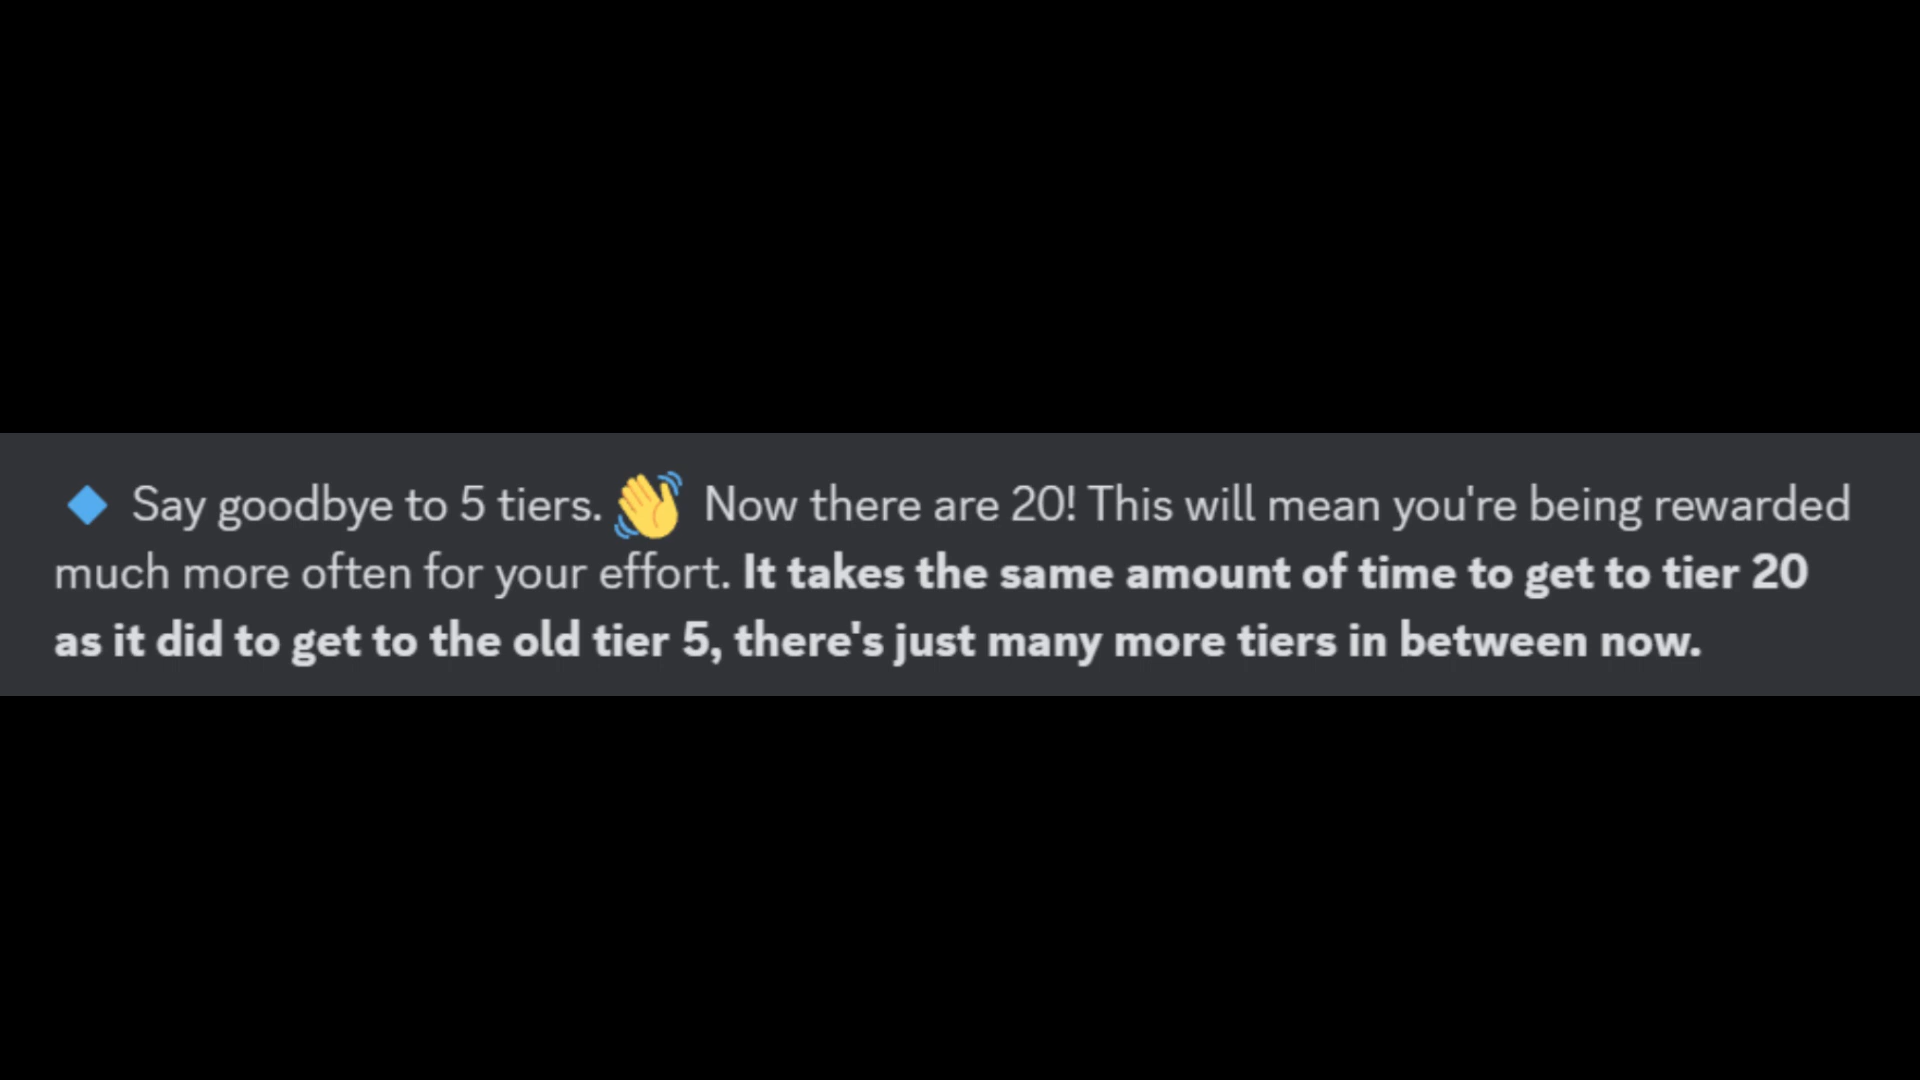 🔷 Say goodbye to 5 tiers. 👋 Now there are 20! This will mean you're being rewarded
much more often for your effort. It takes the same amount of time to get to tier 20
as it did to get to the old tier 5, there's just many more tiers in between now.